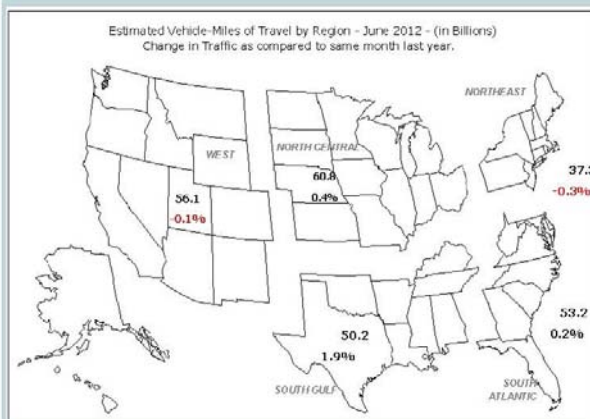 Estimated Vehicle-Miles of Travel by Region - June 2012 - (in Billions)
Change in Traffic as compared to same month last year.
NORTHEAST
WEST
NORTH CENTRAL
37.
-0.3%
60.8
0.4%
56.1
-0.1%
53.2
0.2%
50.2
1.9%
SOUTH GULF
SOUTH
ATLANTIC